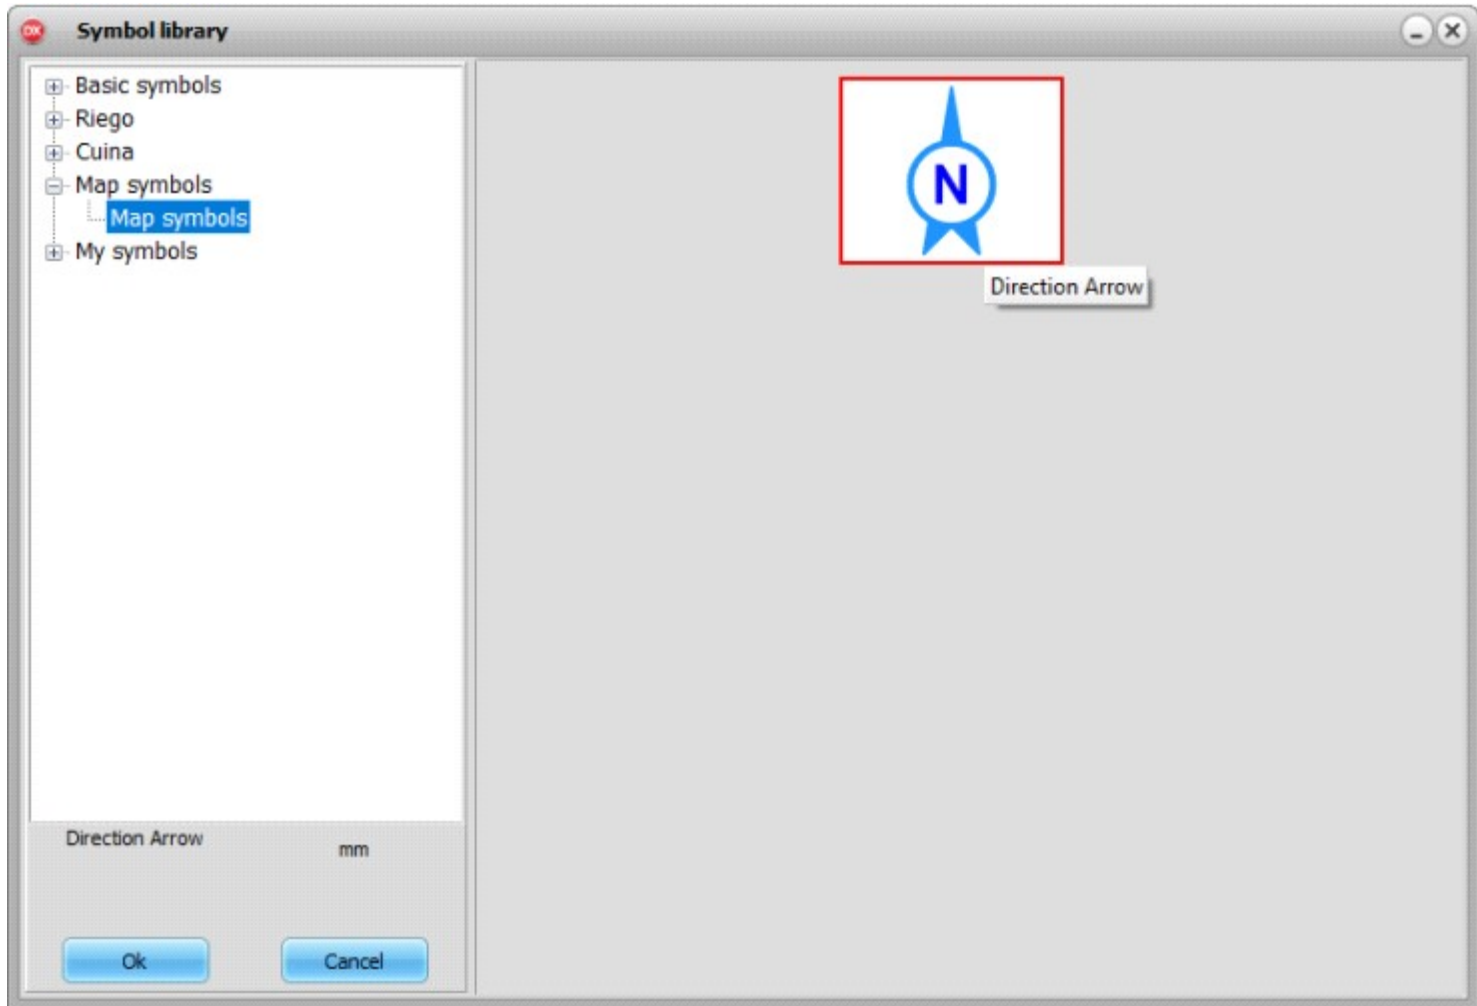 DX
Symbol library
Basic symbols
Riego
Cuina
Map symbols
Map symbols
My symbols
N
Direction Arrow
Direction Arrow
mm
Ok
Cancel